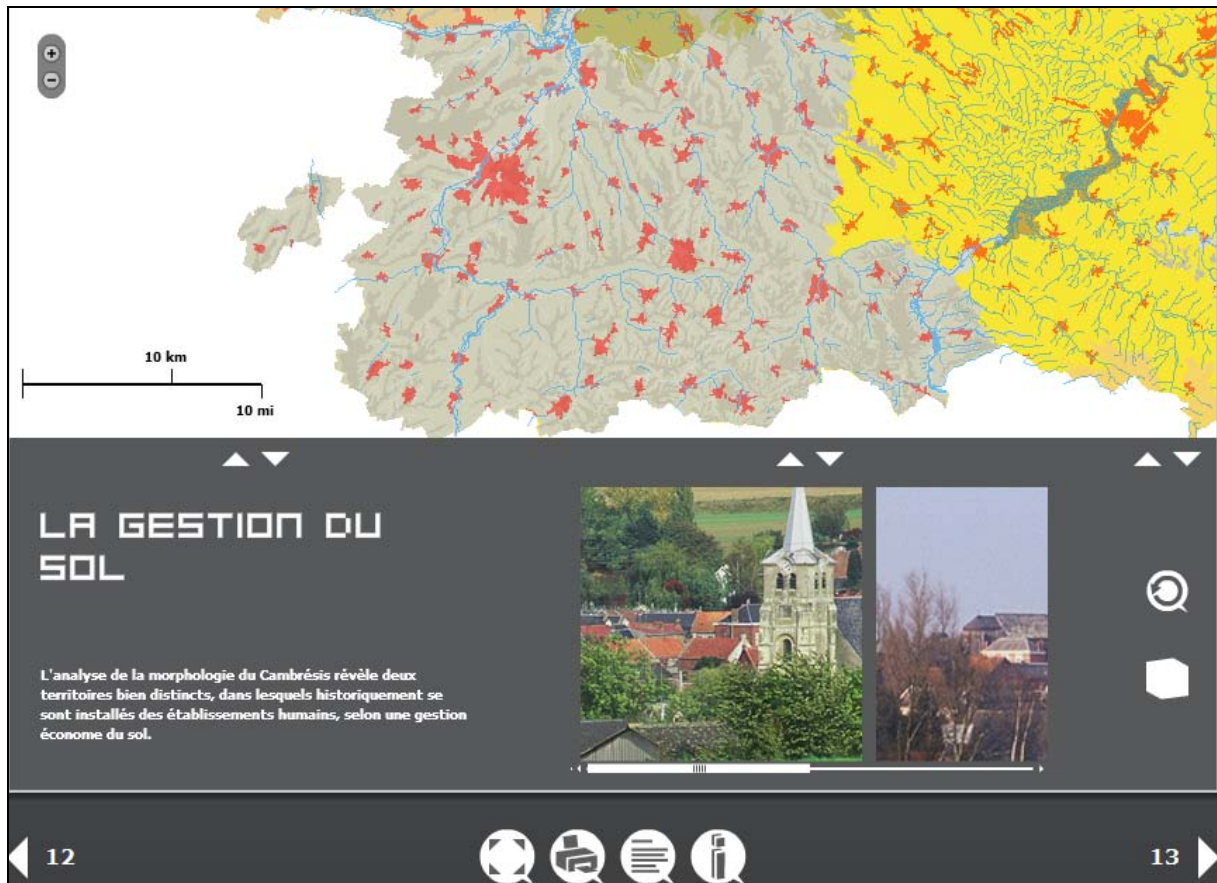 10 km
10 mi
LA GESTION DU
SOL
L'analyse de la morphologie du Cambrésis révèle deux
territoires bien distincts, dans lesquels historiquement se
sont installés des établissements humains, selon une gestion
économe du sol.
12
13